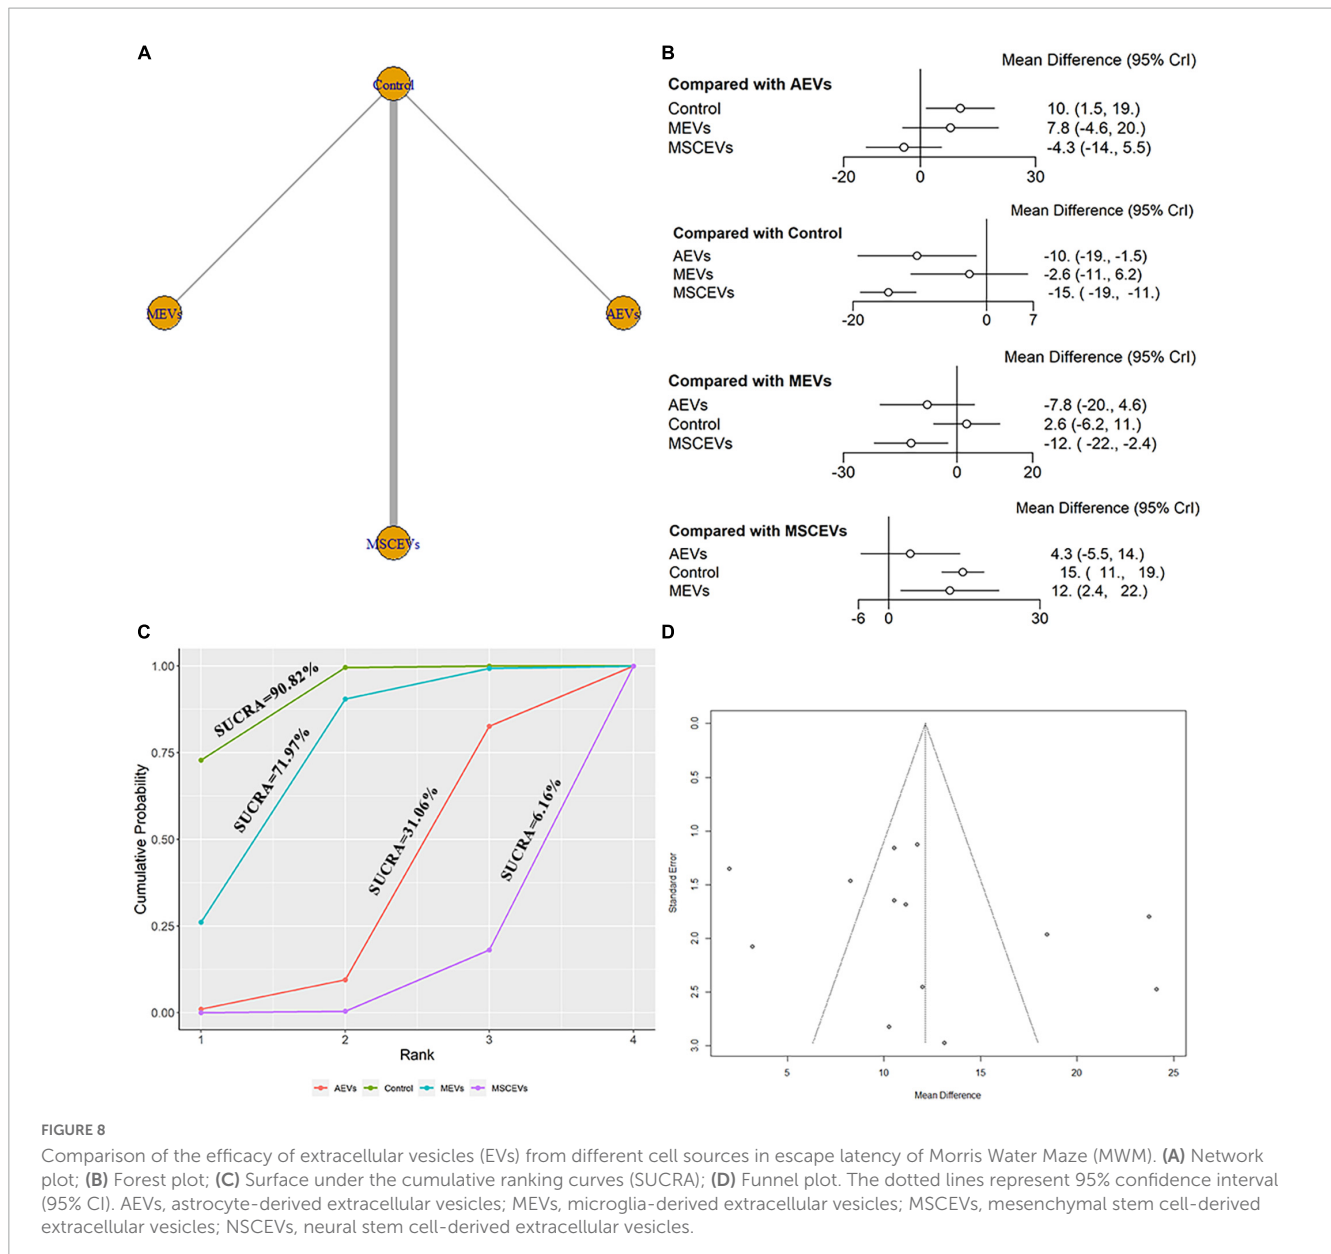 A
Control
MEVs
AEVs
MSCEVs
B
Mean Difference (95% CrI)
Compared with AEVs
Control 10. (1.5, 19.)
MEVs 7.8 (-4.6, 20.)
MSCEVs -4.3 (-14., 5.5)
-20 0 30
Mean Difference (95% CrI)
Compared with Control
AEVs -10. (-19., -1.5)
MEVs -2.6 (-11., 6.2)
MSCEVs -15. ( -19., -11.)
-20 0 7
Mean Difference (95% CrI)
Compared with MEVs
AEVs -7.8 (-20., 4.6)
Control 2.6 (-6.2, 11.)
MSCEVs -12. ( -22., -2.4)
-30 0 20
Mean Difference (95% CrI)
Compared with MSCEVs
AEVs 4.3 (-5.5, 14.)
Control 15. ( 11., 19.)
MEVs 12. (2.4, 22.)
-6 0 30
C
Cumulative Probability
1.00
0.75
0.50
0.25
0.00
SUCRA=90.82%
SUCRA=71.97%
SUCRA=31.06%
SUCRA=6.16%
1 2 3 4
Rank
AEVs Control MEVs MSCEVs
D
Standard Error
0.0
0.5
1.0
1.5
2.0
2.5
3.0
5 10 15 20 25
Mean Difference
FIGURE 8
Comparison of the efficacy of extracellular vesicles (EVs) from different cell sources in escape latency of Morris Water Maze (MWM). (A) Network
plot; (B) Forest plot; (C) Surface under the cumulative ranking curves (SUCRA); (D) Funnel plot. The dotted lines represent 95% confidence interval
(95% CI). AEVs, astrocyte-derived extracellular vesicles; MEVs, microglia-derived extracellular vesicles; MSCEVs, mesenchymal stem cell-derived
extracellular vesicles; NSCEVs, neural stem cell-derived extracellular vesicles.